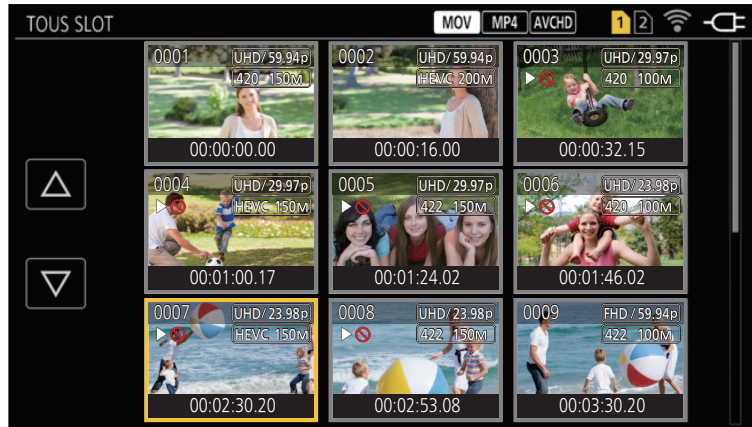 TOUS SLOT MOV MP4 AVCHD 1 2
0001 UHD/59.94p
420 150M
00:00:00.00
0002 UHD/59.94p
HEVC 200M
00:00:16.00
0003 UHD/29.97p
420 100M
00:00:32.15
0004 UHD/29.97p
HEVC 150M
00:01:00.17
0005 UHD/29.97p
422 150M
00:01:24.02
0006 UHD/23.98p
420 100M
00:01:46.02
0007 UHD/23.98p
HEVC 150M
00:02:30.20
0008 UHD/23.98p
422 150M
00:02:53.08
0009 FHD/59.94p
422 100M
00:03:30.20